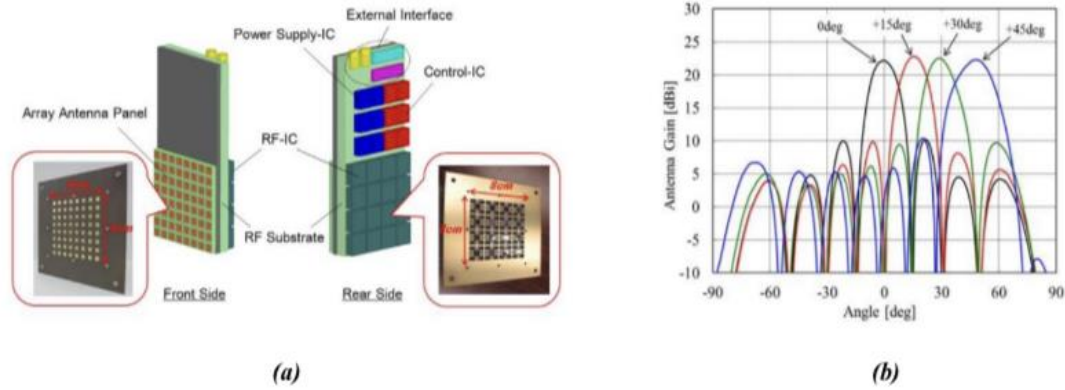 External Interface
Power Supply-IC
Control-IC
Array Antenna Panel
RF-IC
RF Substrate
8cm
Front Side
Rear Side
(a)
Antenna Gain [dBi]
30
25
20
15
10
5
0
-5
-10
0deg
+15deg
+30deg
+45deg
-90
-60
-30
0
30
60
90
Angle [deg]
(b)